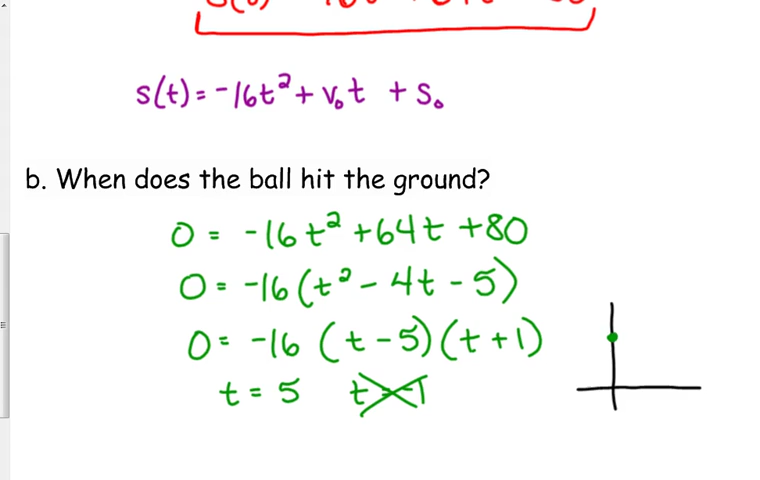 s(t) = -16t² + v₀t + s₀
b. When does the ball hit the ground?
0 = -16t² + 64t + 80
0 = -16(t² - 4t - 5)
0 = -16 (t - 5)(t + 1)
t = 5 t = -1